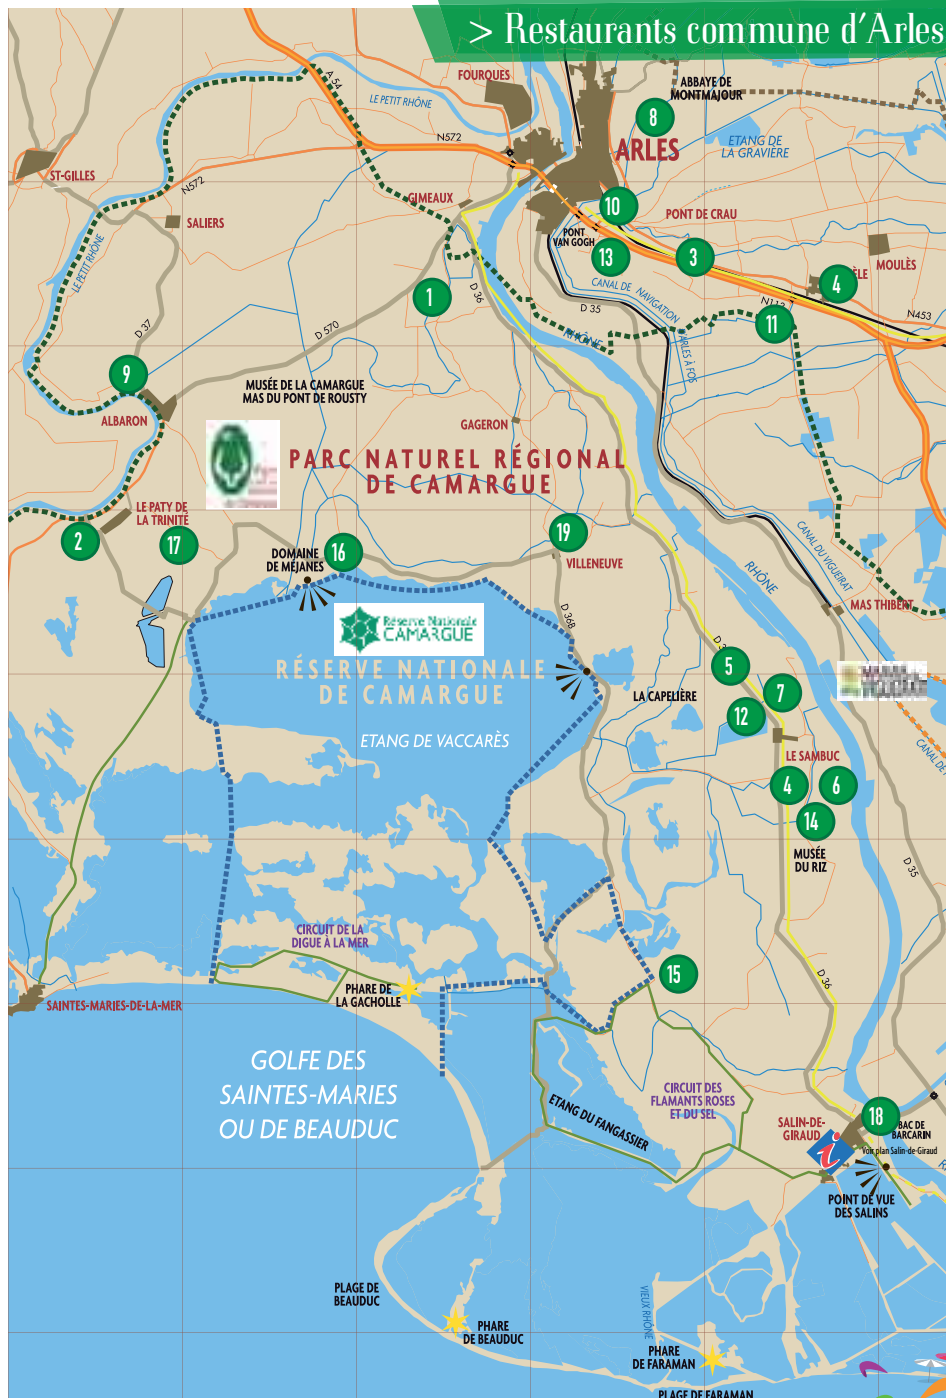 > Restaurants commune d'Arles
FOURQUES
A 54
LE PETIT RHÔNE
N572
ABBAYE DE
MONTMAJOUR
8
ARLES
ETANG DE
LA GRAVIÈRE
ST-GILLES
N572
SALIERS
GIMEAUX
10
PONT DE CRAU
PONT
VAN GOGH
13
3
MOULÈS
4
ÈLE
LE PETIT RHÔNE
1
D 36
CANAL DE NAVIGATION
D'ARLES À FOS
D 35
N113
N453
11
D 37
D 570
RHÔNE
9
ALBARON
MUSÉE DE LA CAMARGUE
MAS DU PONT DE ROUSTY
GAGERON
PARC NATUREL RÉGIONAL
DE CAMARGUE
LE PATY DE
LA TRINITÉ
2
17
16
DOMAINE
DE MÉJANES
19
VILLENEUVE
CANAL DU VIGUEIRAT
RHÔNE
MAS THIBERT
D 36B
Réserve Nationale
CAMARGUE
RÉSERVE NATIONALE
DE CAMARGUE
5
7
LA CAPELIÈRE
12
ETANG DE VACCARÈS
LE SAMBUC
4
6
14
MUSÉE
DU RIZ
D 35
CIRCUIT DE LA
DIGUE À LA MER
15
PHARE DE
LA GACHOLLE
D 36
SAINTES-MARIES-DE-LA-MER
GOLFE DES
SAINTES-MARIES
OU DE BEAUDUC
ETANG DU FANGASSIER
CIRCUIT DES
FLAMANTS ROSES
ET DU SEL
SALIN-DE-
GIRAUD
18
BAC DE
BARCARIN
i
Voir plan Salin-de-Giraud
POINT DE VUE
DES SALINS
PLAGE DE
BEAUDUC
PHARE
DE BEAUDUC
VIEUX RHÔNE
PHARE
DE FARAMAN
PLAGE DE FARAMAN